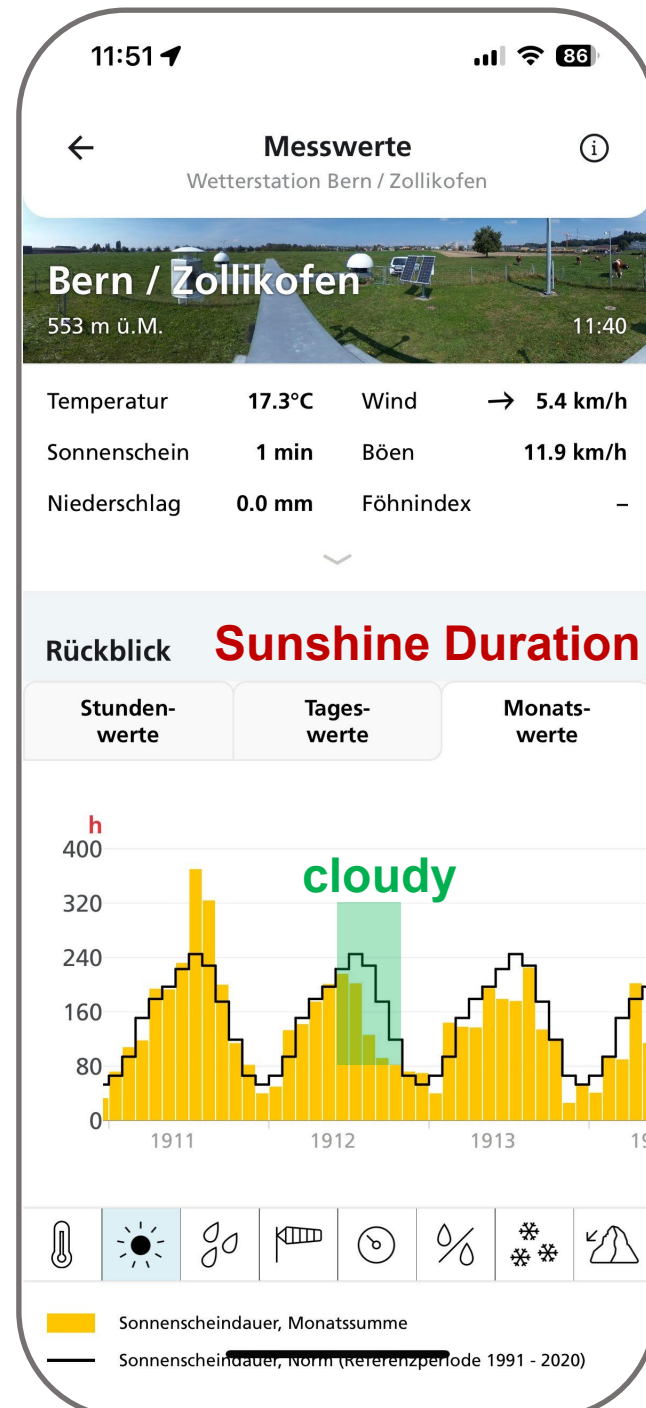 11:51
86
Messwerte
Wetterstation Bern / Zollikofen
Bern / Zollikofen
553 m ü.M. 11:40
Temperatur 17.3°C Wind → 5.4 km/h
Sonnenschein 1 min Böen 11.9 km/h
Niederschlag 0.0 mm Föhnindex –
Rückblick Sunshine Duration
Stunden-
werte
Tages-
werte
Monats-
werte
h
400
cloudy
320
240
160
80
0
1911 1912 1913 19
Sonnenscheindauer, Monatssumme
Sonnenscheindauer, Norm (Referenzperiode 1991 - 2020)